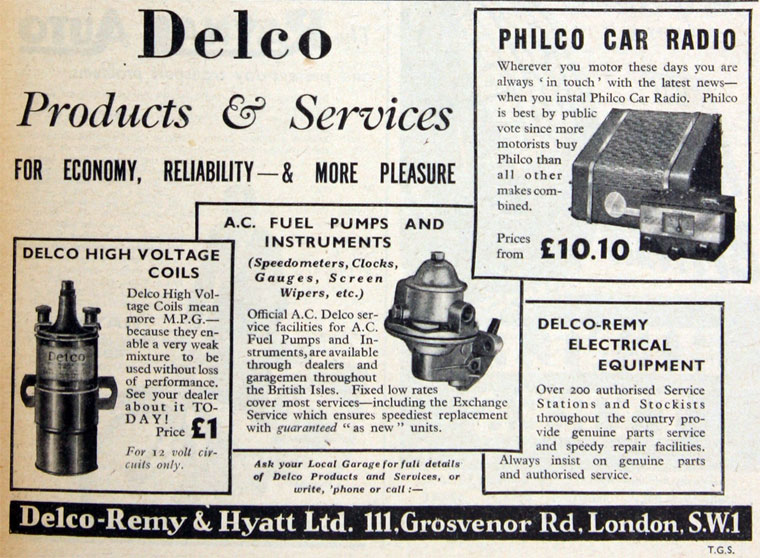 Delco
Products & Services
FOR ECONOMY, RELIABILITY—& MORE PLEASURE
PHILCO CAR RADIO
Wherever you motor these days you are
always ‘in touch’ with the latest news—
when you instal Philco Car Radio. Philco
is best by public
vote since more
motorists buy
Philco than
all other
makes com-
bined.
Prices
from £10.10
A.C. FUEL PUMPS AND
INSTRUMENTS
(Speedometers, Clocks,
Gauges, Screen
Wipers, etc.)
Official A.C. Delco ser-
vice facilities for A.C.
Fuel Pumps and In-
struments, are available
through dealers and
garagemen throughout
the British Isles. Fixed low rates
cover most services—including the Exchange
Service which ensures speediest replacement
with guaranteed “as new” units.
DELCO HIGH VOLTAGE
COILS
Delco High Vol-
tage Coils mean
more M.P.G.—
because they en-
able a very weak
mixture to be
used without loss
of performance.
See your dealer
about it TO-
DAY!
Price £1
For 12 volt cir-
cuits only.
Delco
DELCO-REMY
ELECTRICAL
EQUIPMENT
Over 200 authorised Service
Stations and Stockists
throughout the country pro-
vide genuine parts service
and speedy repair facilities.
Always insist on genuine parts
and authorised service.
Ask your Local Garage for full details
of Delco Products and Services, or
write, 'phone or call :—
Delco-Remy & Hyatt Ltd. 111, Grosvenor Rd, London, S.W.1
T.G.S.